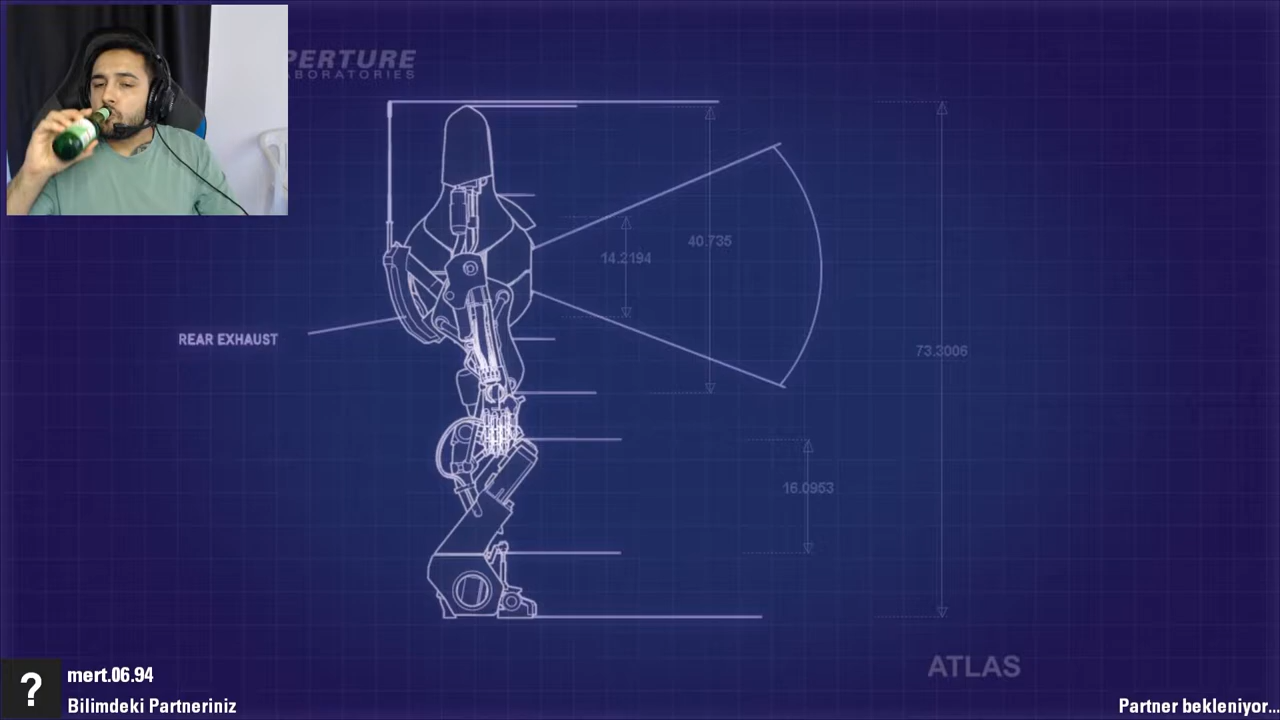 PERTURE
ABORATORIES
40.735
14.2194
REAR EXHAUST
73.3006
16.0953
ATLAS
?
mert.06.94
Bilimdeki Partneriniz
Partner bekleniyor...